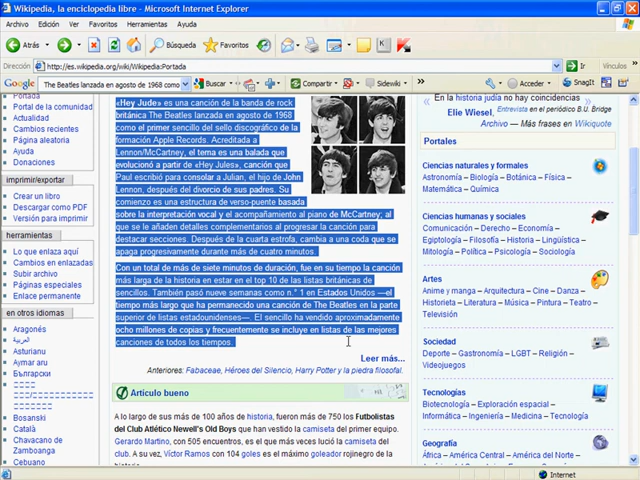 Wikipedia, la enciclopedia libre - Microsoft Internet Explorer
Archivo Edición Ver Favoritos Herramientas Ayuda
Atrás Búsqueda Favoritos
Dirección http://es.wikipedia.org/wiki/Wikipedia:Portada Ir Vínculos
Google The Beatles lanzada en agosto de 1968 como Buscar Compartir Sidewiki Acceder SnagIt
Portada
Portal de la comunidad
Actualidad
Cambios recientes
Página aleatoria
Ayuda
Donaciones
imprimir/exportar
Crear un libro
Descargar como PDF
Versión para imprimir
herramientas
Lo que enlaza aquí
Cambios en enlazadas
Subir archivo
Páginas especiales
Enlace permanente
en otros idiomas
Aragonés
العربية
Asturianu
Aymar aru
Български
Bosanski
Català
Chavacano de
Zamboanga
Cebuano
«Hey Jude» es una canción de la banda de rock
británica The Beatles lanzada en agosto de 1968
como el primer sencillo del sello discográfico de la
formación Apple Records. Acreditada a
Lennon/McCartney, el tema es una balada que
evolucionó a partir de «Hey Jules», canción que
Paul escribió para consolar a Julian, el hijo de John
Lennon, después del divorcio de sus padres. Su
comienzo es una estructura de verso-puente basada
sobre la interpretación vocal y el acompañamiento al piano de McCartney; al
que se le añaden detalles complementarios al progresar la canción para
destacar secciones. Después de la cuarta estrofa, cambia a una coda que se
apaga progresivamente durante más de cuatro minutos.
Con un total de más de siete minutos de duración, fue en su tiempo la canción
más larga de la historia en estar en el top 10 de las listas británicas de
sencillos. También pasó nueve semanas como n.° 1 en Estados Unidos —el
tiempo más largo que ha permanecido una canción de The Beatles en la parte
superior de listas estadounidenses—. El sencillo ha vendido aproximadamente
ocho millones de copias y frecuentemente se incluye en listas de las mejores
canciones de todos los tiempos.
Leer más...
Anteriores: Fabaceae, Héroes del Silencio, Harry Potter y la piedra filosofal.
Artículo bueno
A lo largo de sus más de 100 años de historia, fueron más de 750 los Futbolistas
del Club Atlético Newell's Old Boys que han vestido la camiseta del primer equipo.
Gerardo Martino, con 505 encuentros, es el que más veces lució la camiseta del
club. A su vez, Víctor Ramos con 104 goles es el máximo goleador rojinegro de la
historia.
En la historia judía no hay coincidencias
Elie Wiesel, Entrevista en el periódico B.U. Bridge
Archivo — Más frases en Wikiquote
Portales
Ciencias naturales y formales
Astronomía – Biología – Botánica – Física –
Matemática – Química
Ciencias humanas y sociales
Comunicación – Derecho – Economía –
Egiptología – Filosofía – Historia – Lingüística –
Mitología – Política – Psicología – Sociología
Artes
Anime y manga – Arquitectura – Cine – Danza –
Historieta – Literatura – Música – Pintura – Teatro –
Televisión
Sociedad
Deporte – Gastronomía – LGBT – Religión –
Videojuegos
Tecnologías
Biotecnología – Exploración espacial –
Informática – Ingeniería – Medicina – Tecnología
Geografía
África – América Central – América del Norte –
Internet